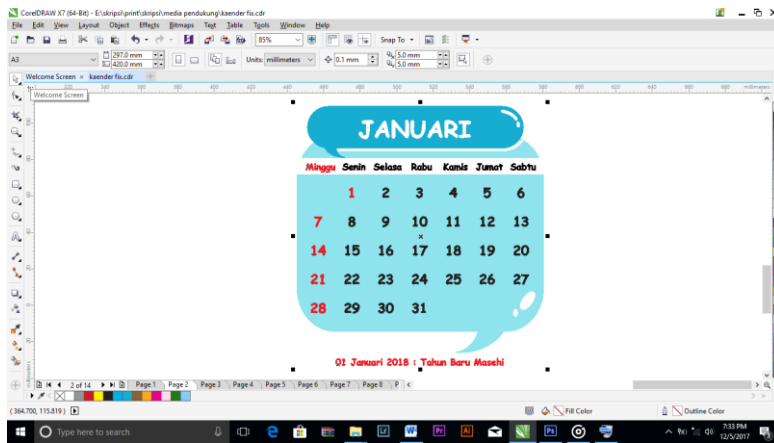 CorelDRAW X7 (64-Bit) - E:\skripsi\print\skripsi\media pendukung\kaender fix.cdr
File Edit View Layout Object Effects Bitmaps Text Table Tools Window Help
85% Snap To
A3 297.0 mm 420.0 mm Units: millimeters 0.1 mm 5.0 mm 5.0 mm
Welcome Screen kaender fix.cdr
Welcome Screen
millimeters
JANUARI
Minggu Senin Selasa Rabu Kamis Jumat Sabtu
1 2 3 4 5 6
7 8 9 10 11 12 13
14 15 16 17 18 19 20
21 22 23 24 25 26 27
28 29 30 31
01 Januari 2018 : Tahun Baru Masehi
2 of 14 Page 1 Page 2 Page 3 Page 4 Page 5 Page 6 Page 7 Page 8 P
( 364.700, 115.819 ) Fill Color Outline Color
Type here to search Lr W Pr Ai Ps 7:33 PM
12/5/2017